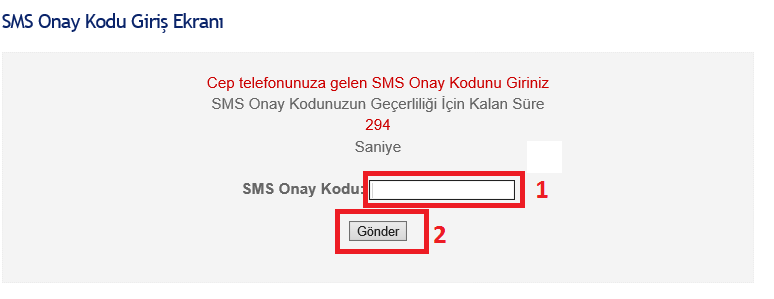 SMS Onay Kodu Giriş Ekranı
Cep telefonunuza gelen SMS Onay Kodunu Giriniz
SMS Onay Kodunuzun Geçerliliği İçin Kalan Süre
294
Saniye
SMS Onay Kodu: 1
Gönder 2